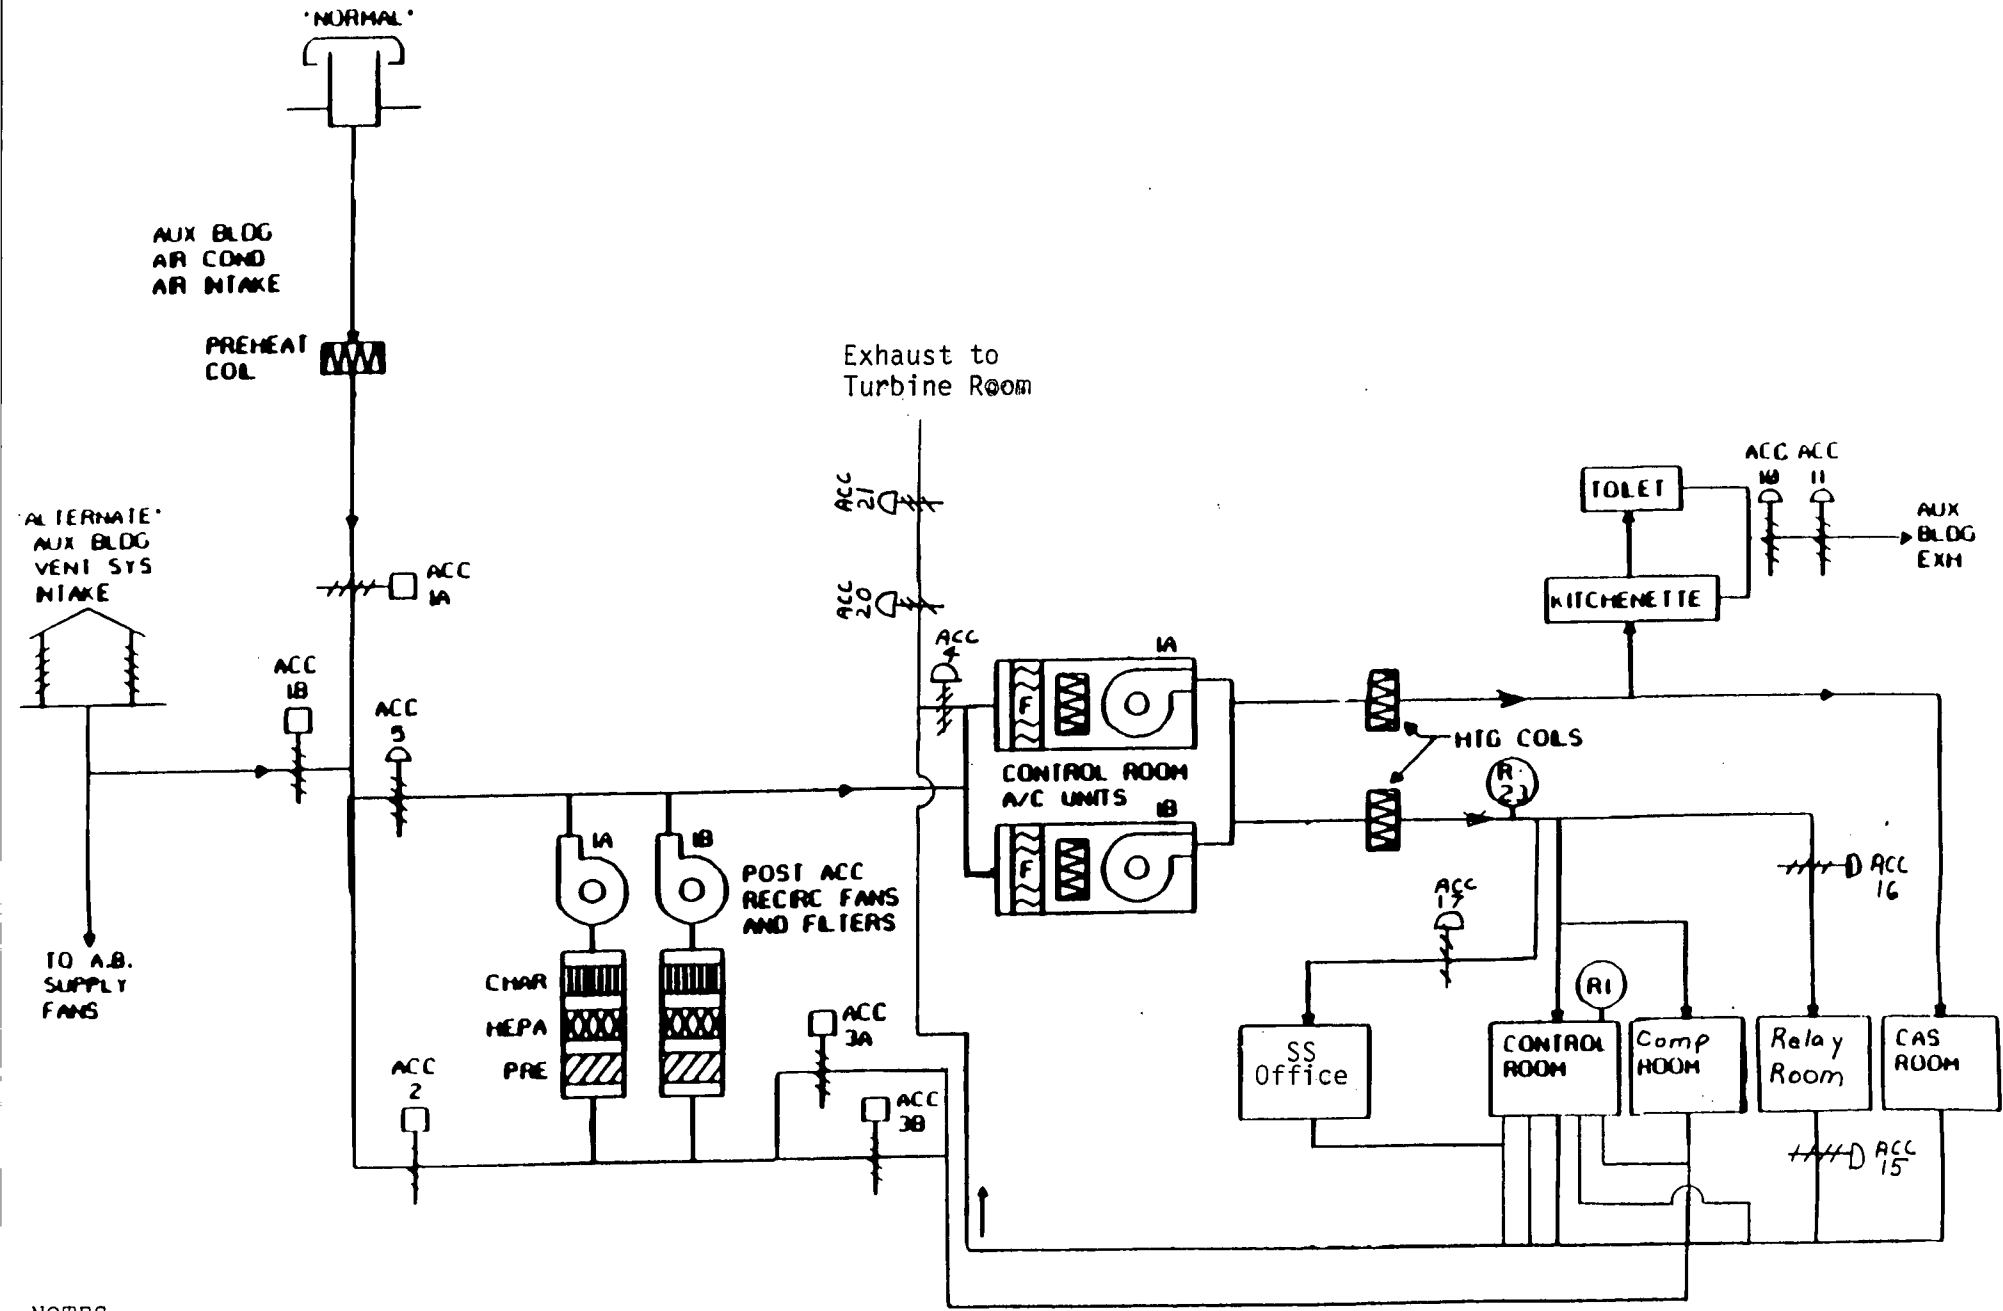 'NORMAL'
AUX BLDG
AIR COND
AIR INTAKE
PREHEAT
COIL
Exhaust to
Turbine Room
'ALTERNATE'
AUX BLDG
VENT SYS
INTAKE
ACC
1A
ACC
1B
ACC
5
ACC
21
ACC
20
ACC
4
1A
F
CONTROL ROOM
A/C UNITS
1B
F
HTG COILS
TOILET
KITCHENETTE
ACC
10
ACC
11
AUX
BLDG
EXH
R
23
ACC
16
ACC
17
1A
1B
POST ACC
RECIRC FANS
AND FILTERS
TO A.B.
SUPPLY
FANS
CHAR
HEPA
PRE
ACC
2
ACC
3A
ACC
3B
R1
SS
Office
CONTROL
ROOM
Comp
ROOM
Relay
Room
CAS
ROOM
ACC
15